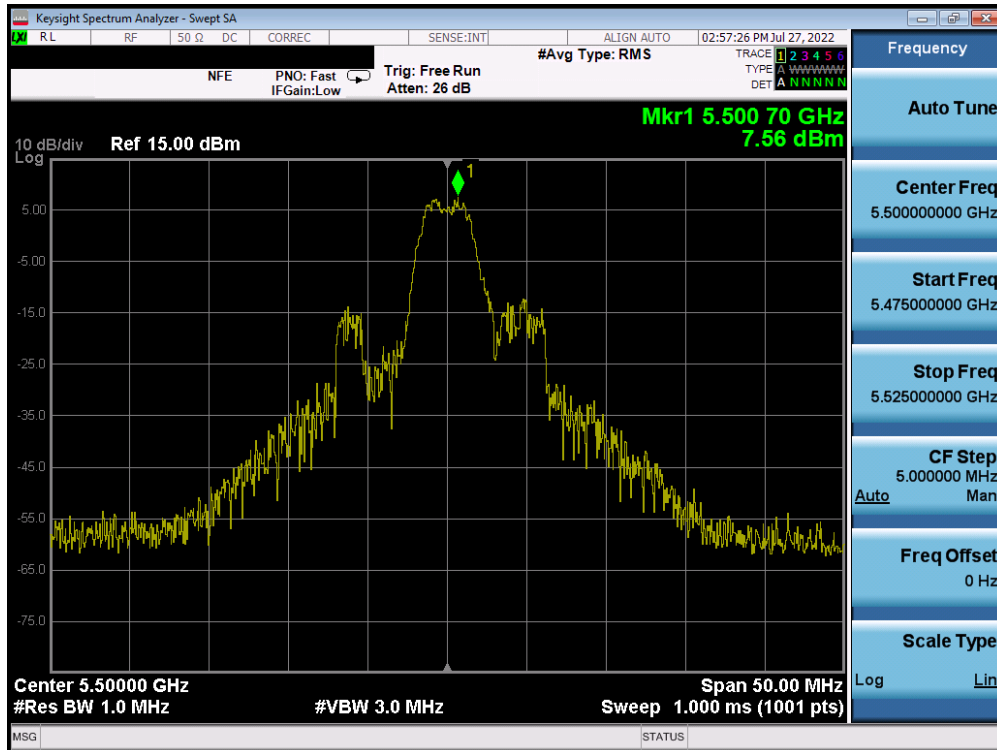 Keysight Spectrum Analyzer - Swept SA
LXI RL RF 50 Ω DC CORREC SENSE:INT ALIGN AUTO 02:57:26 PM Jul 27, 2022
#Avg Type: RMS
TRACE 1 2 3 4 5 6
TYPE A WWWWW
DET A N N N N N
NFE PNO: Fast Trig: Free Run
IFGain:Low Atten: 26 dB
Mkr1 5.500 70 GHz
7.56 dBm
10 dB/div Ref 15.00 dBm
Log
1
5.00
-5.00
-15.0
-25.0
-35.0
-45.0
-55.0
-65.0
-75.0
Center 5.50000 GHz Span 50.00 MHz
#Res BW 1.0 MHz #VBW 3.0 MHz Sweep 1.000 ms (1001 pts)
MSG STATUS
Frequency
Auto Tune
Center Freq
5.500000000 GHz
Start Freq
5.475000000 GHz
Stop Freq
5.525000000 GHz
CF Step
5.000000 MHz
Auto Man
Freq Offset
0 Hz
Scale Type
Log Lin